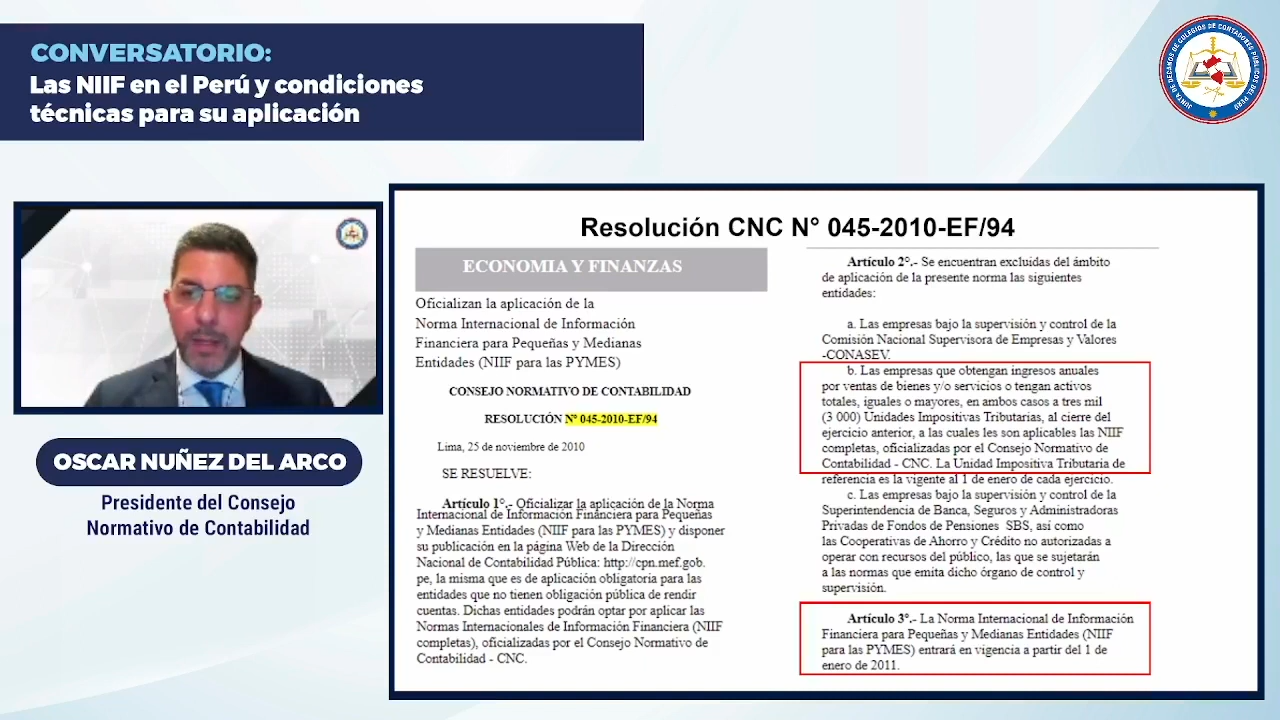 CONVERSATORIO:
Las NIIF en el Perú y condiciones
técnicas para su aplicación
JUNTA DE DECANOS DE COLEGIOS DE CONTADORES PÚBLICOS DEL PERÚ
OSCAR NUÑEZ DEL ARCO
Presidente del Consejo
Normativo de Contabilidad
Resolución CNC N° 045-2010-EF/94
ECONOMIA Y FINANZAS
Oficializan la aplicación de la
Norma Internacional de Información
Financiera para Pequeñas y Medianas
Entidades (NIIF para las PYMES)
CONSEJO NORMATIVO DE CONTABILIDAD
RESOLUCIÓN Nº 045-2010-EF/94
Lima, 25 de noviembre de 2010
SE RESUELVE:
Artículo 1°.- Oficializar la aplicación de la Norma
Internacional de Información Financiera para Pequeñas
y Medianas Entidades (NIIF para las PYMES) y disponer
su publicación en la página Web de la Dirección
Nacional de Contabilidad Pública: http://cpn.mef.gob.
pe, la misma que es de aplicación obligatoria para las
entidades que no tienen obligación pública de rendir
cuentas. Dichas entidades podrán optar por aplicar las
Normas Internacionales de Información Financiera (NIIF
completas), oficializadas por el Consejo Normativo de
Contabilidad - CNC.
Artículo 2°.- Se encuentran excluidas del ámbito
de aplicación de la presente norma las siguientes
entidades:
a. Las empresas bajo la supervisión y control de la
Comisión Nacional Supervisora de Empresas y Valores
-CONASEV.
b. Las empresas que obtengan ingresos anuales
por ventas de bienes y/o servicios o tengan activos
totales, iguales o mayores, en ambos casos a tres mil
(3 000) Unidades Impositivas Tributarias, al cierre del
ejercicio anterior, a las cuales les son aplicables las NIIF
completas, oficializadas por el Consejo Normativo de
Contabilidad - CNC. La Unidad Impositiva Tributaria de
referencia es la vigente al 1 de enero de cada ejercicio.
c. Las empresas bajo la supervisión y control de la
Superintendencia de Banca, Seguros y Administradoras
Privadas de Fondos de Pensiones SBS, así como
las Cooperativas de Ahorro y Crédito no autorizadas a
operar con recursos del público, las que se sujetarán
a las normas que emita dicho órgano de control y
supervisión.
Artículo 3°.- La Norma Internacional de Información
Financiera para Pequeñas y Medianas Entidades (NIIF
para las PYMES) entrará en vigencia a partir del 1 de
enero de 2011.